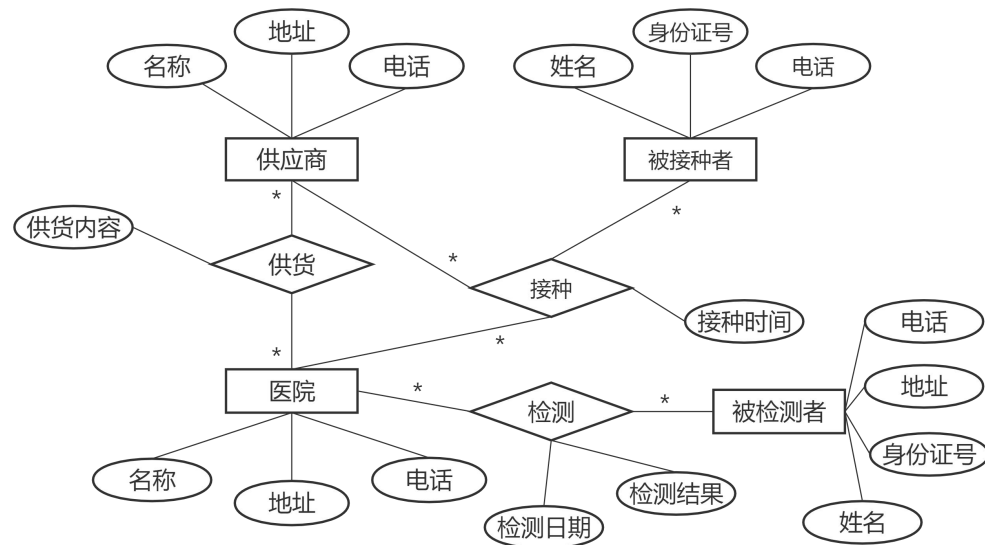 地址
身份证号
名称
电话
姓名
电话
供应商
被接种者
*
*
供货内容
供货
*
接种
接种时间
*
*
医院
*
检测
*
被检测者
电话
地址
身份证号
姓名
名称
地址
电话
检测日期
检测结果